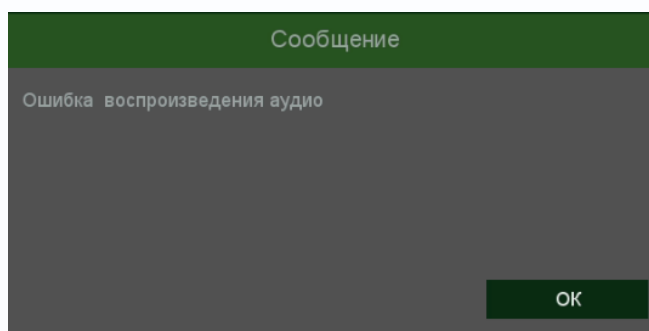 Сообщение
Ошибка воспроизведения аудио
ОК